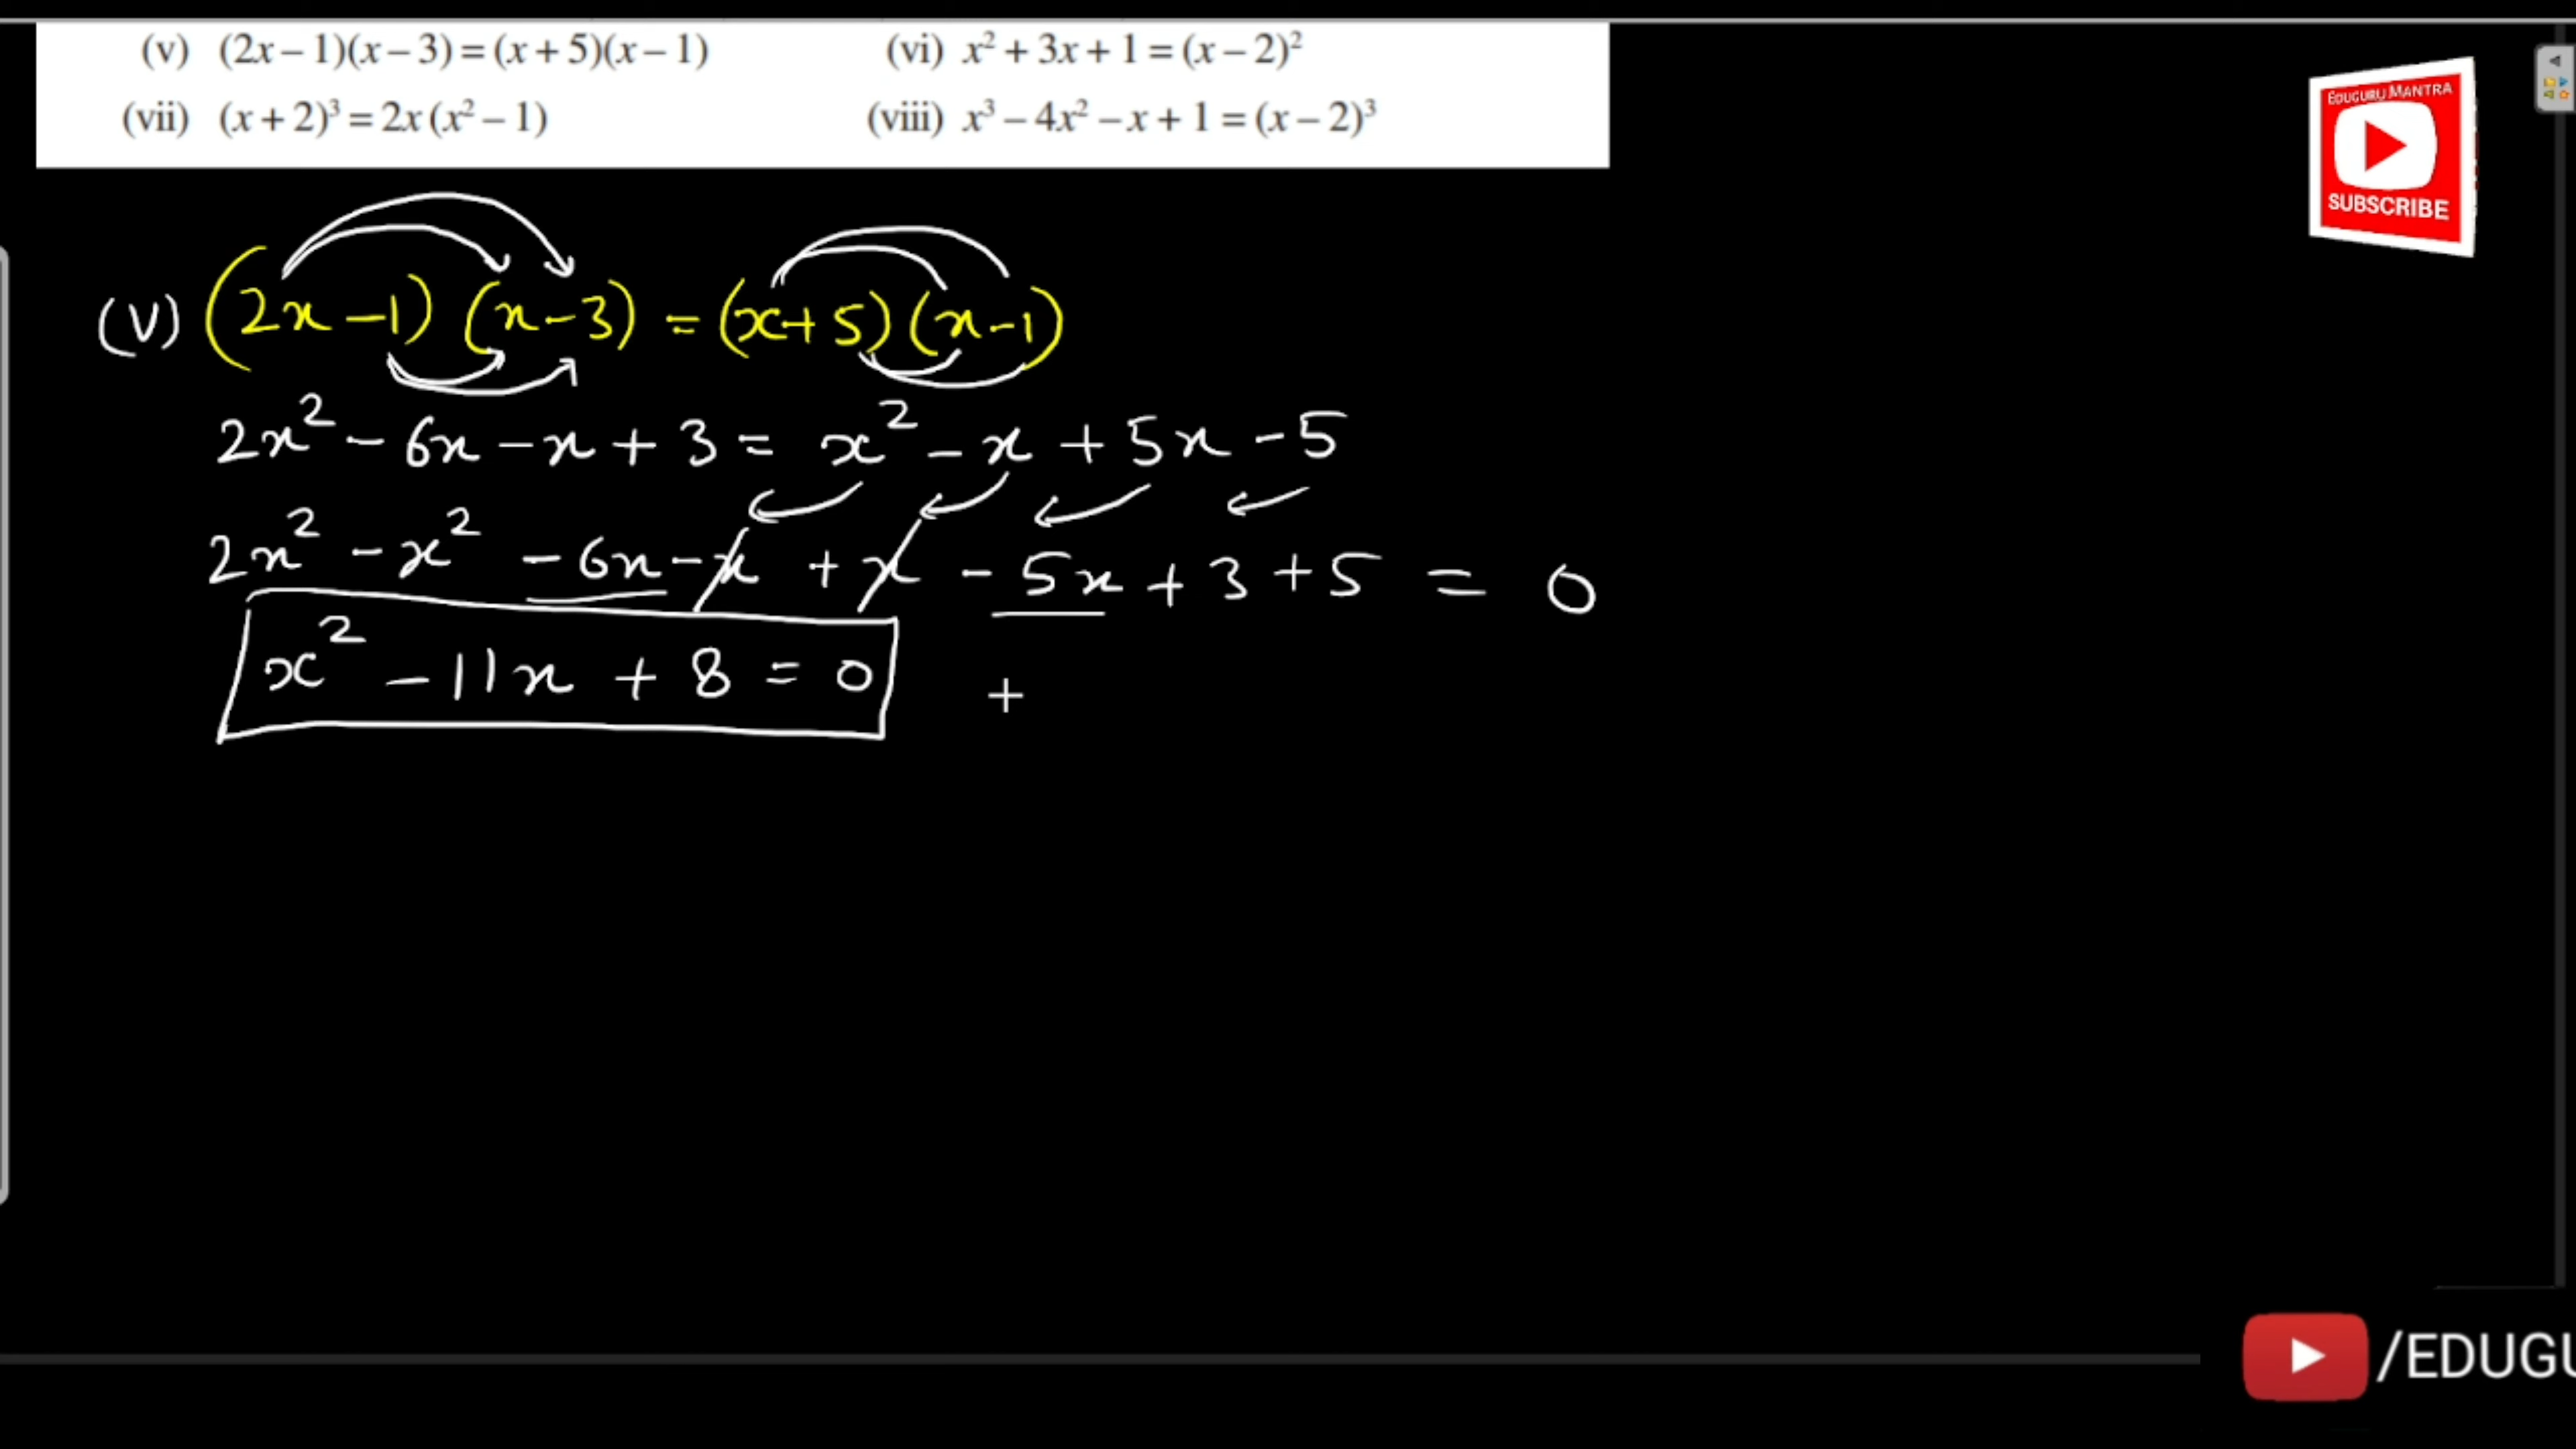 (v) (2x – 1)(x – 3) = (x + 5)(x – 1) (vi) x² + 3x + 1 = (x – 2)²
(vii) (x + 2)³ = 2x (x² – 1) (viii) x³ – 4x² – x + 1 = (x – 2)³
EDUGURU MANTRA
SUBSCRIBE
(V) (2x – 1) (x – 3) = (x + 5) (x – 1)
2x² – 6x – x + 3 = x² – x + 5x – 5
2x² – x² – 6x – x + x – 5x + 3 + 5 = 0
x² – 11x + 8 = 0 +
/EDUGU